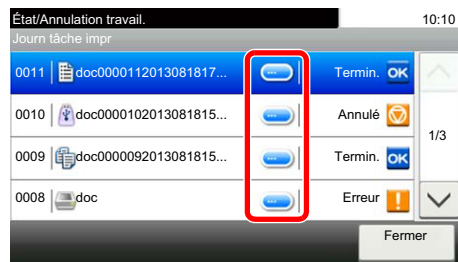 État/Annulation travail. 10:10
Journ tâche impr
0011 doc0000112013081817... Termin. OK
0010 doc0000102013081815... Annulé
0009 doc0000092013081815... Termin. OK
1/3
0008 doc Erreur
Fermer